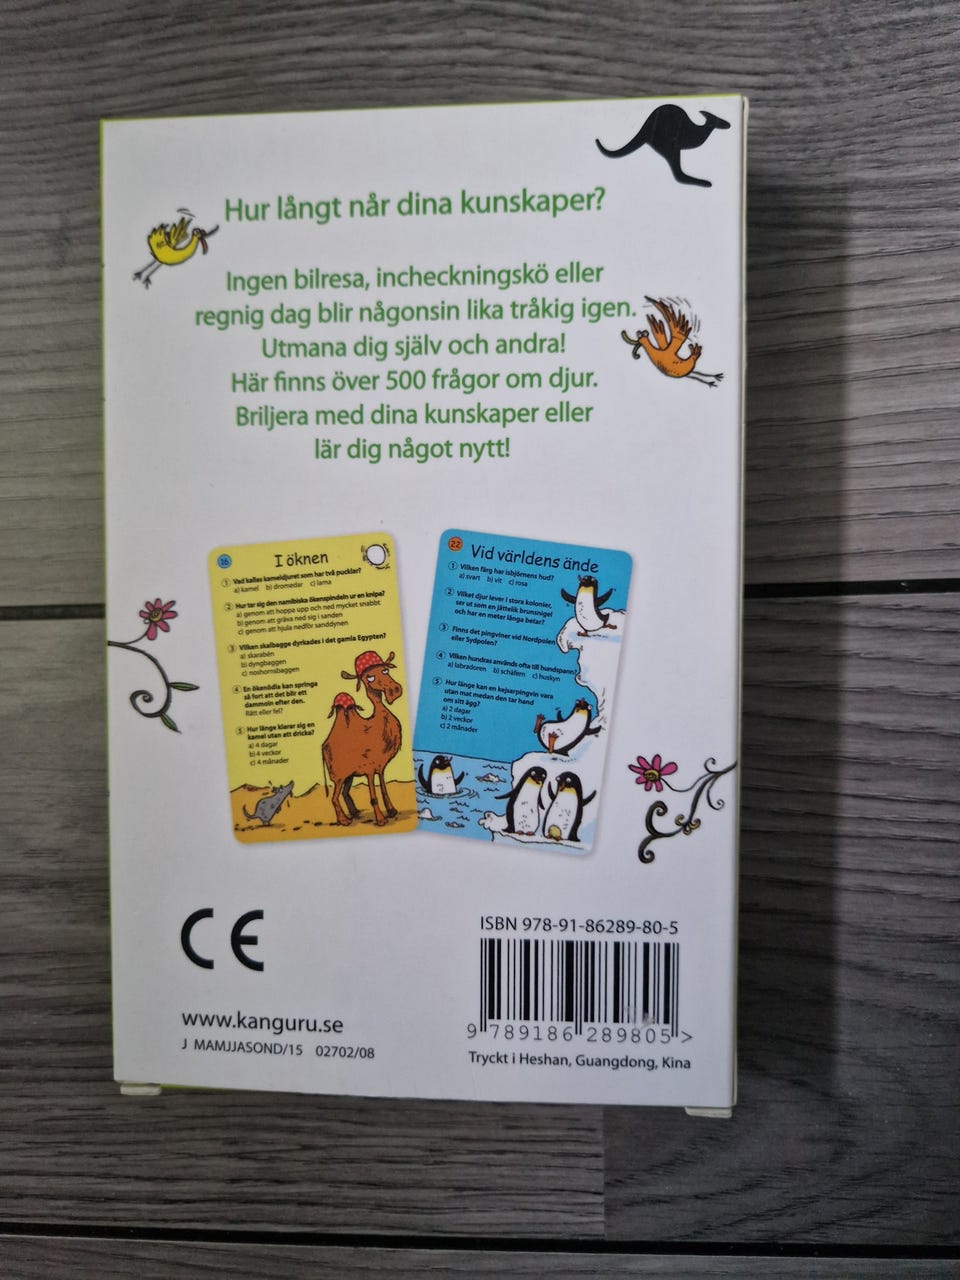 Hur långt når dina kunskaper?
Ingen bilresa, incheckningskö eller
regnig dag blir någonsin lika tråkig igen.
Utmana dig själv och andra!
Här finns över 500 frågor om djur.
Briljera med dina kunskaper eller
lär dig något nytt!
16
I öknen
1 Vad kallas kameldjuret som har två pucklar?
a) kamel b) dromedar c) lama
2 Hur tar sig den namibiska ökenspindeln ur en knipa?
a) genom att hoppa upp och ned mycket snabbt
b) genom att gräva ned sig i sanden
c) genom att hjula nedför sanddynen
3 Vilken skalbagge dyrkades i det gamla Egypten?
a) skarabén
b) dyngbaggen
c) noshornsbaggen
4 En ökenödla kan springa
så fort att det blir ett
dammoln efter den.
Rätt eller fel?
5 Hur länge klarar sig en
kamel utan att dricka?
a) 4 dagar
b) 4 veckor
c) 4 månader
22
Vid världens ände
1 Vilken färg har isbjörnens hud?
a) svart b) vit c) rosa
2 Vilket djur lever i stora kolonier,
ser ut som en jättelik brunsnigel
och har en meter långa betar?
3 Finns det pingviner vid Nordpolen
eller Sydpolen?
4 Vilken hundras används ofta till hundspann?
a) labradoren b) schäfern c) huskyn
5 Hur länge kan en kejsarpingvin vara
utan mat medan den tar hand
om sitt ägg?
a) 2 dagar
b) 2 veckor
c) 2 månader
CE
www.kanguru.se
J MAMJJASOND/15 02702/08
ISBN 978-91-86289-80-5
9 789186 289805 >
Tryckt i Heshan, Guangdong, Kina